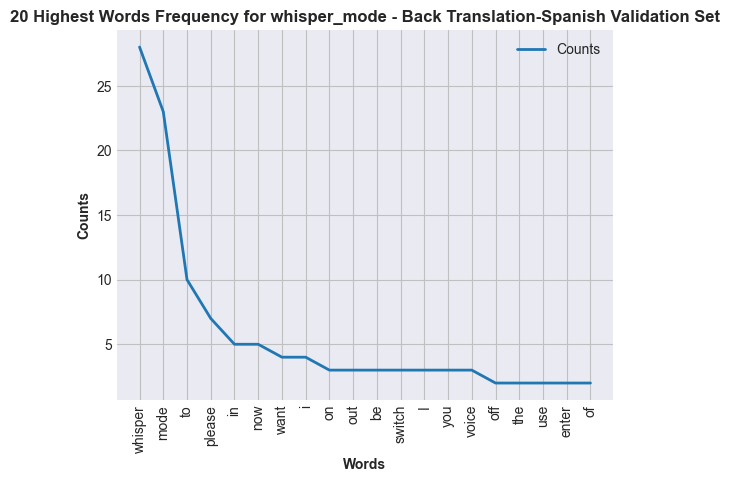 20 Highest Words Frequency for whisper_mode - Back Translation-Spanish Validation Set
Counts
25
20
15
10
5
Counts
whisper
mode
to
please
in
now
want
i
on
out
be
switch
I
you
voice
off
the
use
enter
of
Words